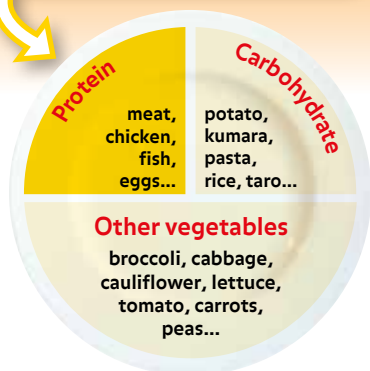 Protein
meat,
chicken,
fish,
eggs...
Carbohydrate
potato,
kumara,
pasta,
rice, taro...
Other vegetables
broccoli, cabbage,
cauliflower, lettuce,
tomato, carrots,
peas...